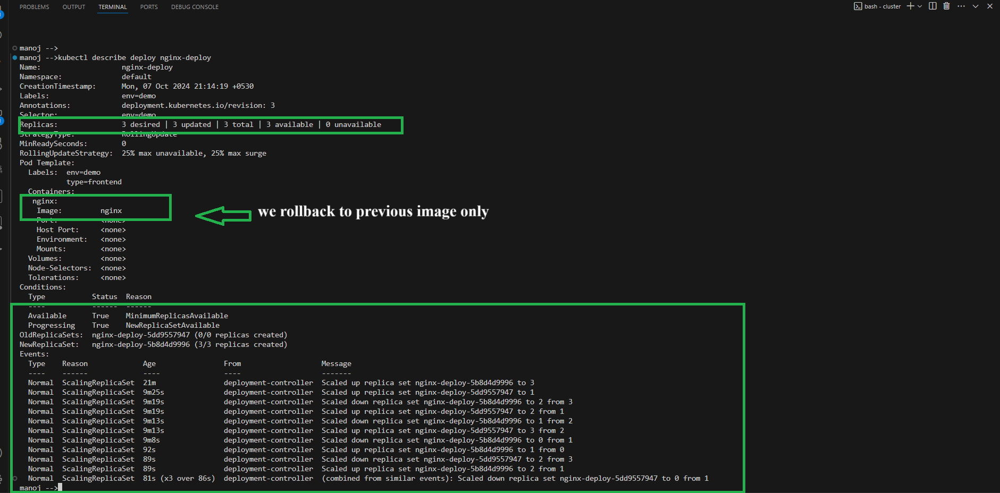 PROBLEMS OUTPUT TERMINAL PORTS DEBUG CONSOLE bash - cluster
manoj -->
manoj -->kubectl describe deploy nginx-deploy
Name: nginx-deploy
Namespace: default
CreationTimestamp: Mon, 07 Oct 2024 21:14:19 +0530
Labels: env=demo
Annotations: deployment.kubernetes.io/revision: 3
Selector: env=demo
Replicas: 3 desired | 3 updated | 3 total | 3 available | 0 unavailable
StrategyType: RollingUpdate
MinReadySeconds: 0
RollingUpdateStrategy: 25% max unavailable, 25% max surge
Pod Template:
Labels: env=demo
type=frontend
Containers:
nginx:
Image: nginx
we rollback to previous image only
Port: <none>
Host Port: <none>
Environment: <none>
Mounts: <none>
Volumes: <none>
Node-Selectors: <none>
Tolerations: <none>
Conditions:
Type Status Reason
---- ------ ------
Available True MinimumReplicasAvailable
Progressing True NewReplicaSetAvailable
OldReplicaSets: nginx-deploy-5dd9557947 (0/0 replicas created)
NewReplicaSet: nginx-deploy-5b8d4d9996 (3/3 replicas created)
Events:
Type Reason Age From Message
---- ------ ---- ---- -------
Normal ScalingReplicaSet 21m deployment-controller Scaled up replica set nginx-deploy-5b8d4d9996 to 3
Normal ScalingReplicaSet 9m25s deployment-controller Scaled up replica set nginx-deploy-5dd9557947 to 1
Normal ScalingReplicaSet 9m19s deployment-controller Scaled down replica set nginx-deploy-5b8d4d9996 to 2 from 3
Normal ScalingReplicaSet 9m19s deployment-controller Scaled up replica set nginx-deploy-5dd9557947 to 2 from 1
Normal ScalingReplicaSet 9m13s deployment-controller Scaled down replica set nginx-deploy-5b8d4d9996 to 1 from 2
Normal ScalingReplicaSet 9m13s deployment-controller Scaled up replica set nginx-deploy-5dd9557947 to 3 from 2
Normal ScalingReplicaSet 9m8s deployment-controller Scaled down replica set nginx-deploy-5b8d4d9996 to 0 from 1
Normal ScalingReplicaSet 92s deployment-controller Scaled up replica set nginx-deploy-5b8d4d9996 to 1 from 0
Normal ScalingReplicaSet 89s deployment-controller Scaled down replica set nginx-deploy-5dd9557947 to 2 from 3
Normal ScalingReplicaSet 89s deployment-controller Scaled up replica set nginx-deploy-5b8d4d9996 to 2 from 1
Normal ScalingReplicaSet 81s (x3 over 86s) deployment-controller (combined from similar events): Scaled down replica set nginx-deploy-5dd9557947 to 0 from 1
manoj -->